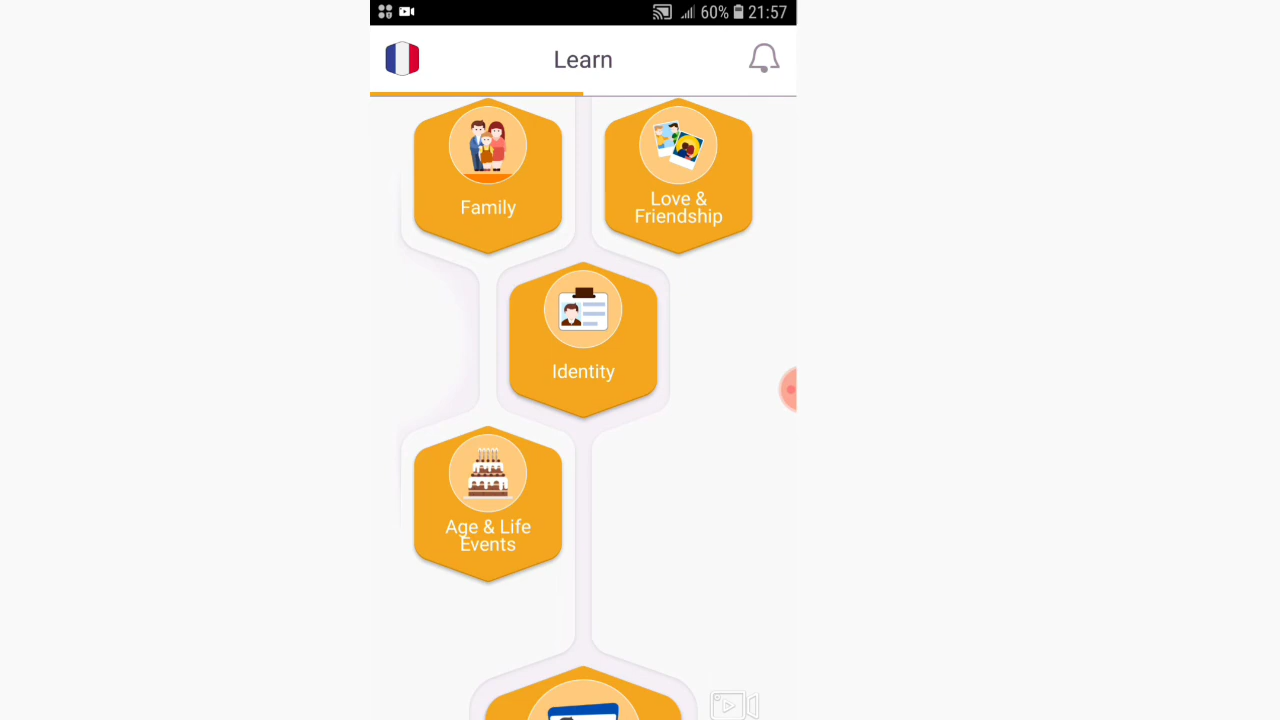 60% 21:57
Learn
Family
Love &
Friendship
Identity
Age & Life
Events